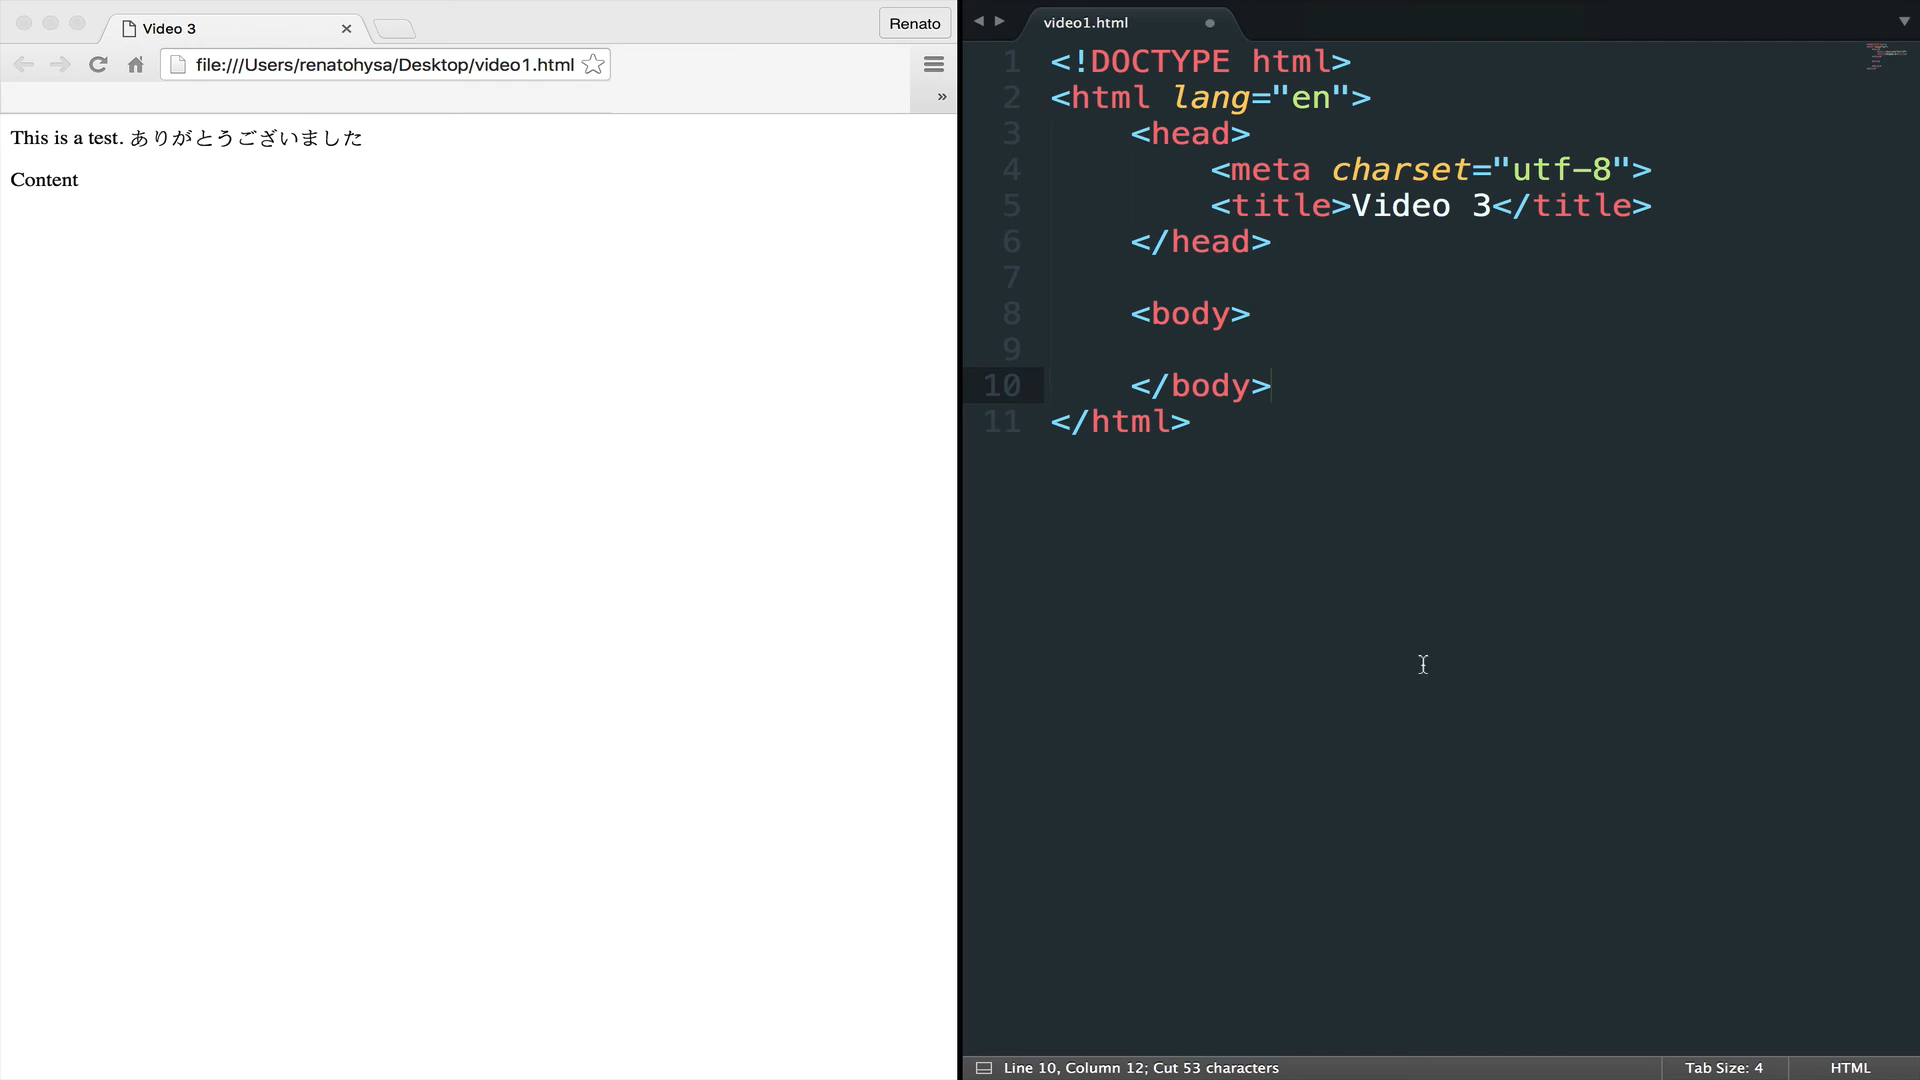 Video 3
Renato
file:///Users/renatohysa/Desktop/video1.html
»
This is a test. ありがとうございました
Content
video1.html
1 <!DOCTYPE html>
2 <html lang="en">
3 <head>
4 <meta charset="utf-8">
5 <title>Video 3</title>
6 </head>
7
8 <body>
9
10 </body>
11 </html>
Line 10, Column 12; Cut 53 characters
Tab Size: 4
HTML